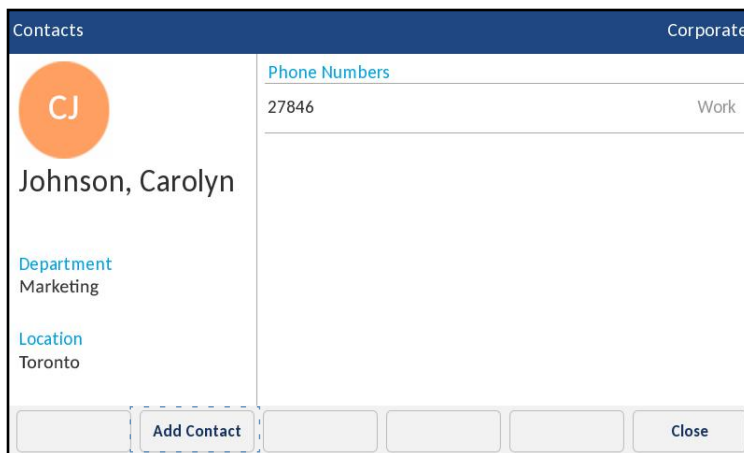 Contacts Corporate
CJ
Johnson, Carolyn
Department
Marketing
Location
Toronto
Phone Numbers
27846 Work
Add Contact Close